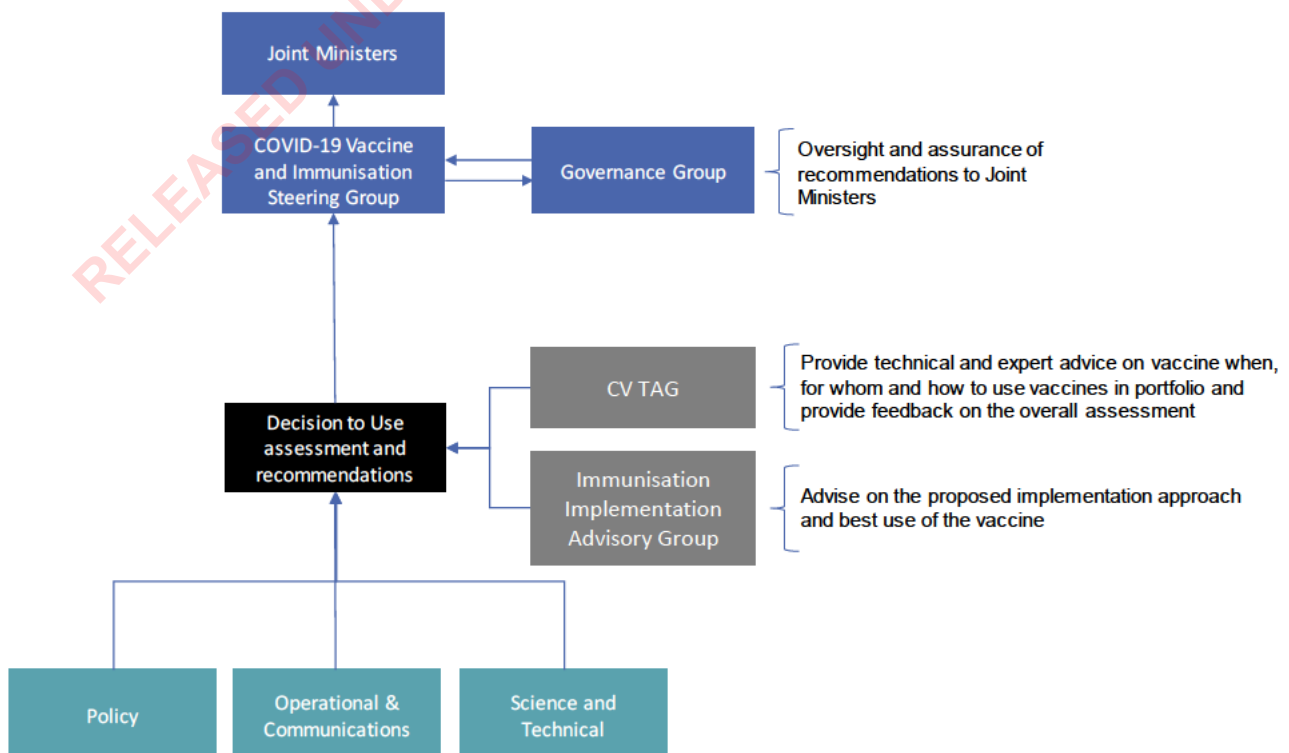 RELEASED
Joint Ministers
COVID-19 Vaccine
and Immunisation
Steering Group
Governance Group
Oversight and assurance of
recommendations to Joint
Ministers
CV TAG
Provide technical and expert advice on vaccine when,
for whom and how to use vaccines in portfolio and
provide feedback on the overall assessment
Decision to Use
assessment and
recommendations
Immunisation
Implementation
Advisory Group
Advise on the proposed implementation approach
and best use of the vaccine
Policy
Operational &
Communications
Science and
Technical